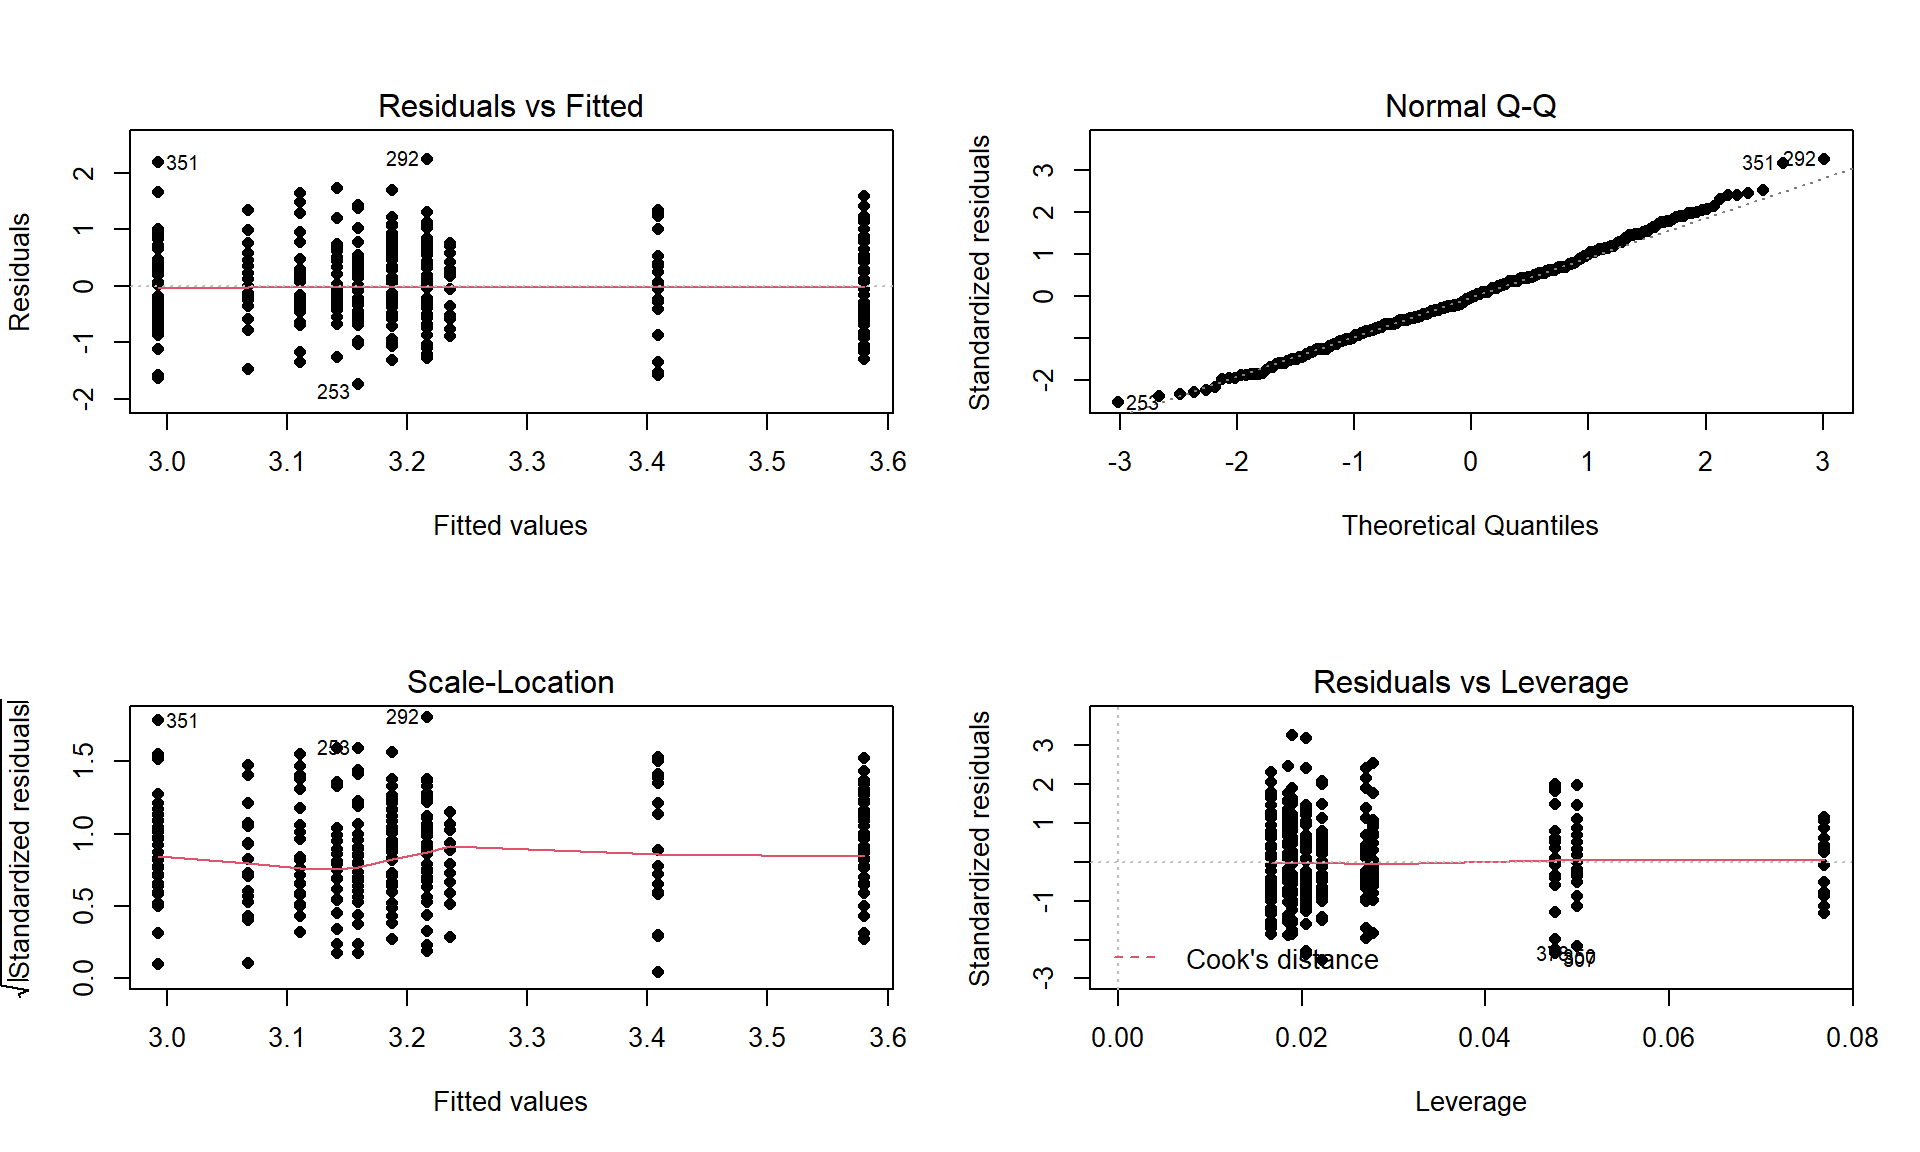 Residuals vs Fitted
Residuals
2
1
0
-1
-2
351
292
253
3.0 3.1 3.2 3.3 3.4 3.5 3.6
Fitted values
Normal Q-Q
Standardized residuals
3
2
1
0
-2
351
292
253
-3 -2 -1 0 1 2 3
Theoretical Quantiles
Scale-Location
√|Standardized residuals|
1.5
1.0
0.5
0.0
351
292
253
3.0 3.1 3.2 3.3 3.4 3.5 3.6
Fitted values
Residuals vs Leverage
Standardized residuals
3
2
1
-1
-3
Cook's distance
0.00 0.02 0.04 0.06 0.08
Leverage